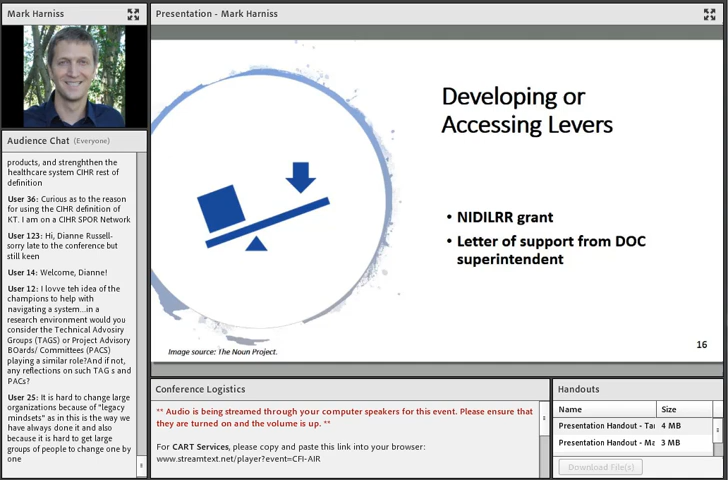 Mark Harniss
Audience Chat (Everyone)
products, and strenghthen the
healthcare system CIHR rest of
definition
User 36: Curious as to the reason
for using the CIHR definition of
KT. I am on a CIHR SPOR Network
User 123: Hi, Dianne Russell-
sorry late to the conference but
still keen
User 14: Welcome, Dianne!
User 12: I lovve teh idea of the
champions to help with
navigating a system...in a
research environment would you
consider the Technical Advosiry
Groups (TAGS) or Project Advisory
BOards/ Committees (PACS)
playing a similar role?And if not,
any reflections on such TAG s and
PACs?
User 25: It is hard to change large
organizations because of "legacy
mindsets" as in this is the way we
have always done it and also
because it is hard to get large
groups of people to change one by
one
Presentation - Mark Harniss
Developing or
Accessing Levers
• NIDILRR grant
• Letter of support from DOC
superintendent
Image source: The Noun Project.
16
Conference Logistics
** Audio is being streamed through your computer speakers for this event. Please ensure that
they are turned on and the volume is up. **
For CART Services, please copy and paste this link into your browser:
www.streamtext.net/player?event=CFI-AIR
Handouts
Name Size
Presentation Handout - Tar 4 MB
Presentation Handout - Ma 3 MB
Download File(s)